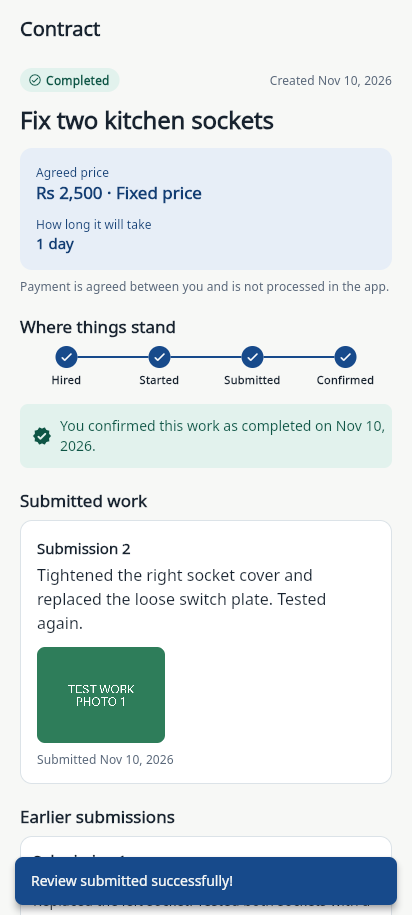 Contract
Completed
Created Nov 10, 2026
Fix two kitchen sockets
Agreed price
Rs 2,500 · Fixed price
How long it will take
1 day
Payment is agreed between you and is not processed in the app.
Where things stand
Hired
Started
Submitted
Confirmed
You confirmed this work as completed on Nov 10,
2026.
Submitted work
Submission 2
Tightened the right socket cover and
replaced the loose switch plate. Tested
again.
TEST WORK
PHOTO 1
Submitted Nov 10, 2026
Earlier submissions
Review submitted successfully!